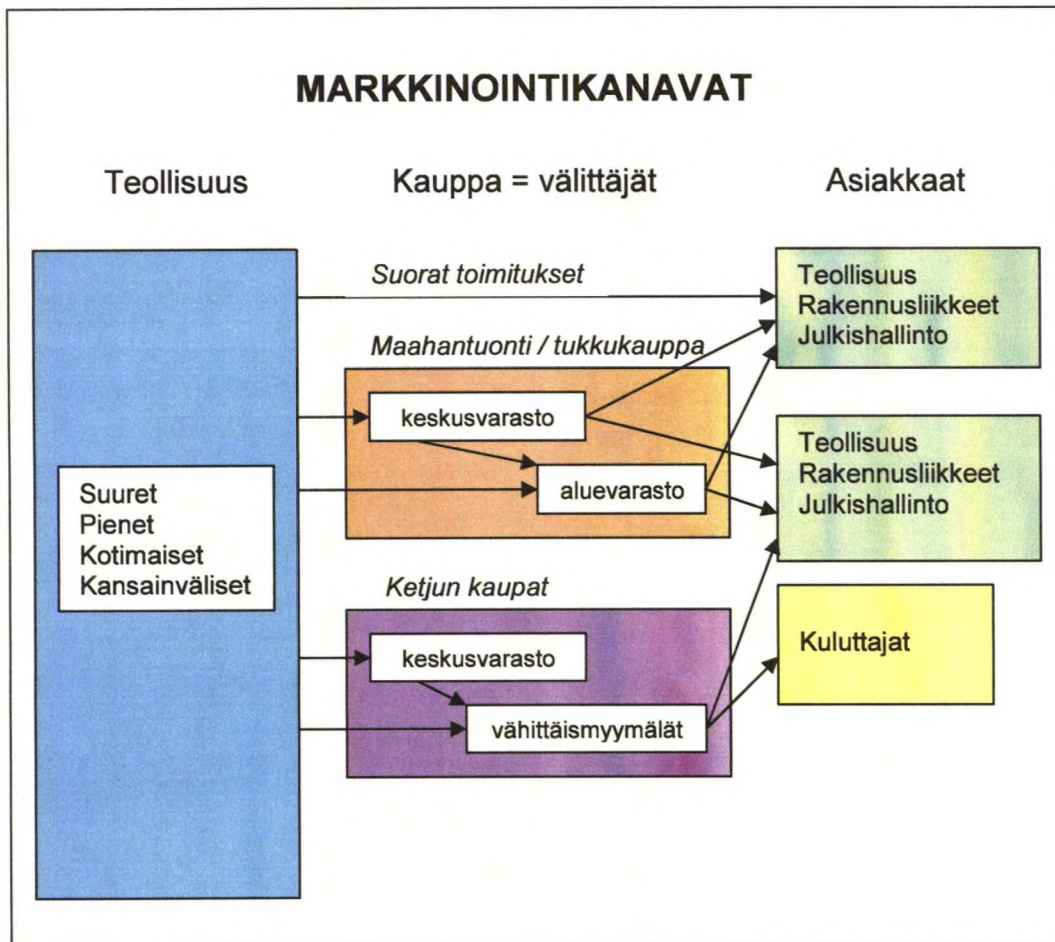 MARKKINOINTIKANAVAT
Teollisuus
Kauppa = välittäjät
Asiakkaat
Suorat toimitukset
Teollisuus
Rakennusliikkeet
Julkishallinto
Maahantuonti / tukkukauppa
keskusvarasto
aluevarasto
Teollisuus
Rakennusliikkeet
Julkishallinto
Suuret
Pienet
Kotimaiset
Kansainväliset
Ketjun kaupat
keskusvarasto
vähittäismyymälät
Kuluttajat